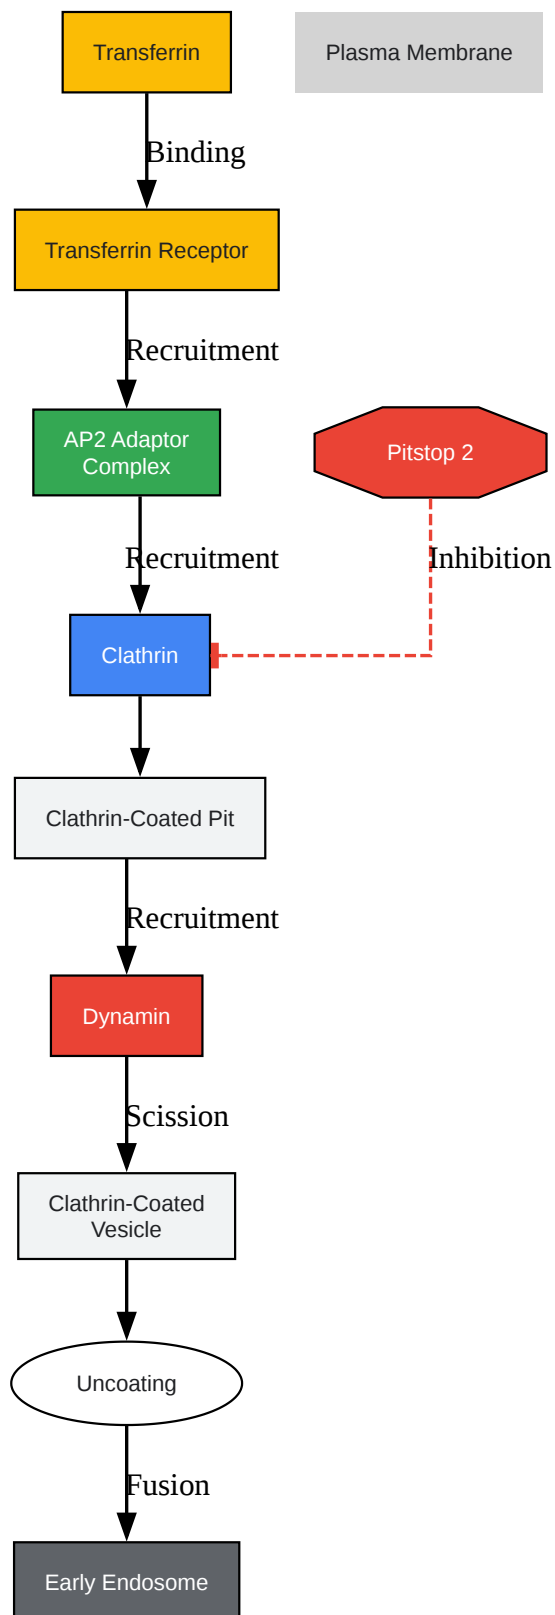 Transferrin
Plasma Membrane
Binding
Transferrin Receptor
Recruitment
AP2 Adaptor
Complex
Pitstop 2
Recruitment
Inhibition
Clathrin
Clathrin-Coated Pit
Recruitment
Dynamin
Scission
Clathrin-Coated
Vesicle
Uncoating
Fusion
Early Endosome